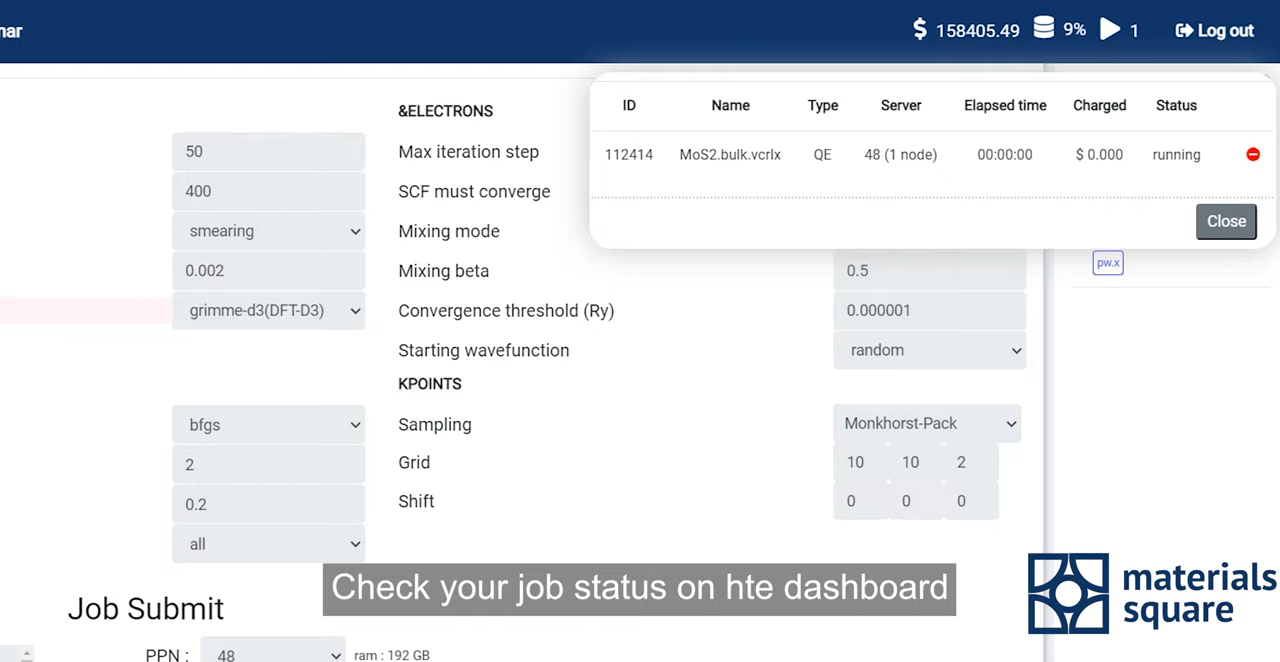 nar
$ 158405.49 9% 1 Log out
ID Name Type Server Elapsed time Charged Status
112414 MoS2.bulk.vcrlx QE 48 (1 node) 00:00:00 $ 0.000 running
Close
pw.x
&ELECTRONS
50 Max iteration step
400 SCF must converge
smearing Mixing mode
0.002 Mixing beta 0.5
grimme-d3(DFT-D3) Convergence threshold (Ry) 0.000001
Starting wavefunction random
KPOINTS
bfgs Sampling Monkhorst-Pack
2 Grid 10 10 2
0.2 Shift 0 0 0
all
Check your job status on hte dashboard
Job Submit
PPN : 48 ram : 192 GB
materials
square